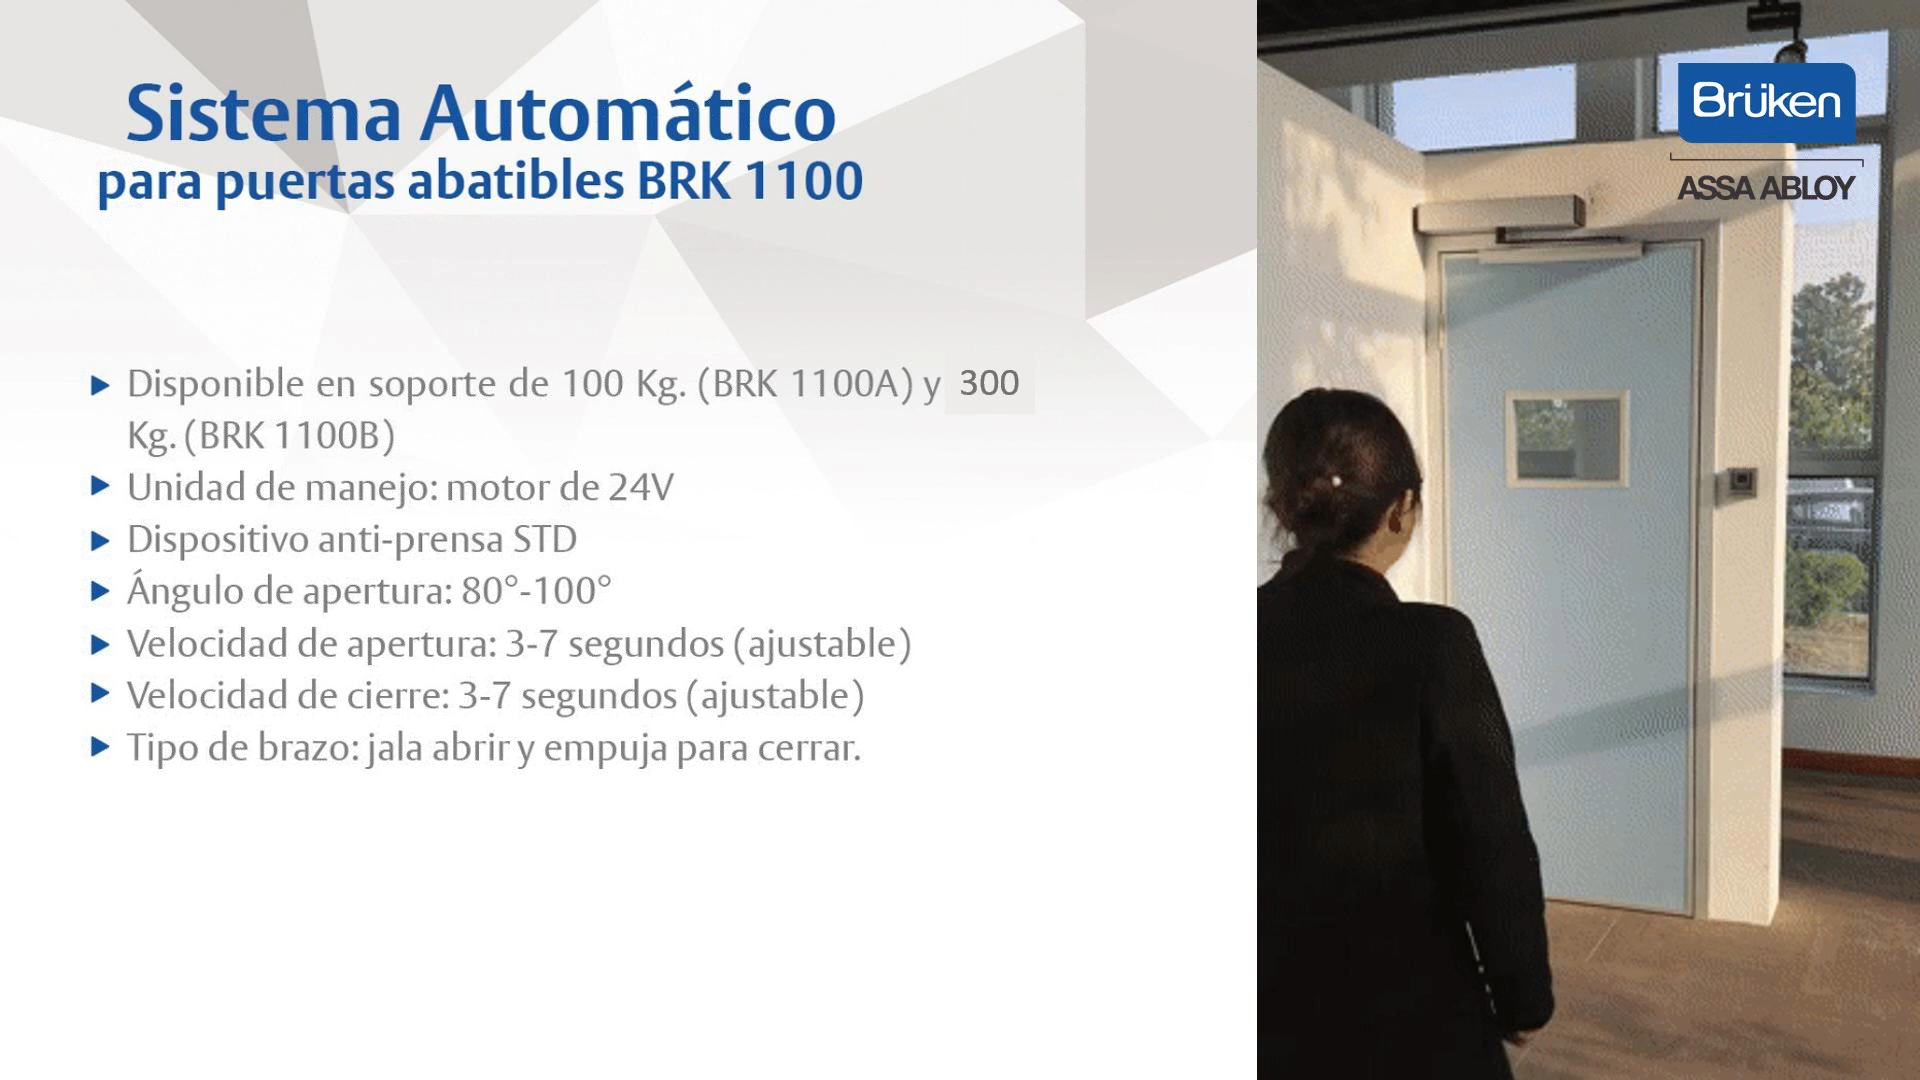 Sistema Automático
para puertas abatibles BRK 1100
Disponible en soporte de 100 Kg. (BRK 1100A) y 300
Kg. (BRK 1100B)
Unidad de manejo: motor de 24V
Dispositivo anti-prensa STD
Ángulo de apertura: 80°-100°
Velocidad de apertura: 3-7 segundos (ajustable)
Velocidad de cierre: 3-7 segundos (ajustable)
Tipo de brazo: jala abrir y empuja para cerrar.
Brüken
ASSA ABLOY